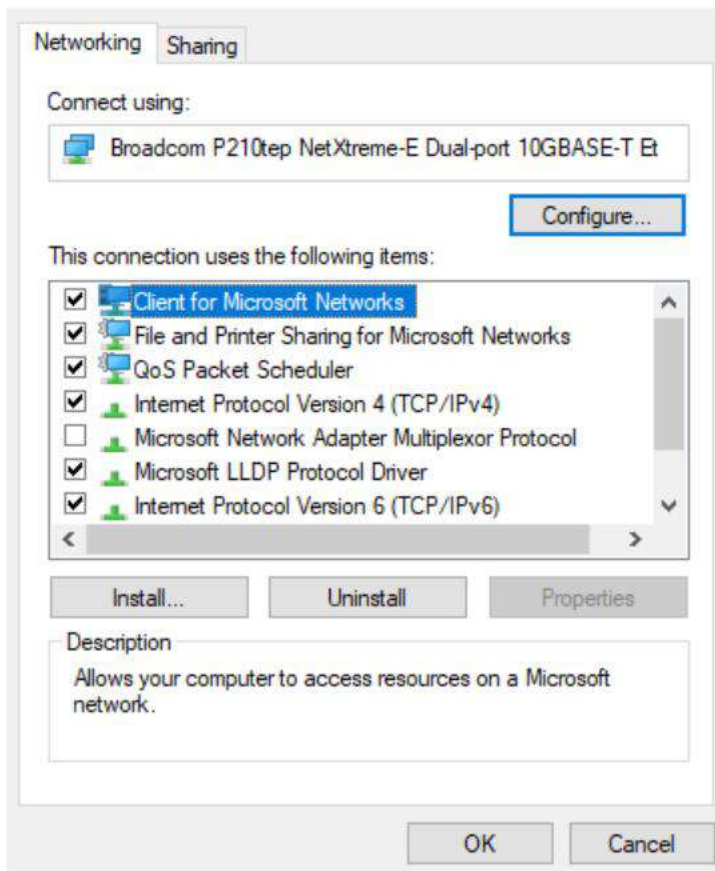 Networking
Sharing
Connect using:
Broadcom P210tep NetXtreme-E Dual-port 10GBASE-T Et
Configure...
This connection uses the following items:
Client for Microsoft Networks
File and Printer Sharing for Microsoft Networks
QoS Packet Scheduler
Internet Protocol Version 4 (TCP/IPv4)
Microsoft Network Adapter Multiplexor Protocol
Microsoft LLDP Protocol Driver
Internet Protocol Version 6 (TCP/IPv6)
Install...
Uninstall
Properties
Description
Allows your computer to access resources on a Microsoft
network.
OK
Cancel